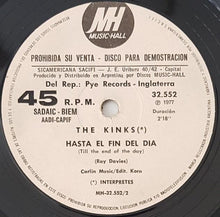 MH
MUSIC-HALL
PROHIBIDA SU VENTA - DISCO PARA DEMOSTRACION
SICAMERICANA SACIFI - J. E. Uriburu 40/42 - Capital
Producido y Distribuido en Argentina por Discos MUSIC-HALL
Del Rep.: Pye Records - Inglaterra
45 R.P.M.
32.552
SADAIC - BIEM
AADI-CAPIF
℗ 1977
Duración
2'18"
THE KINKS(*)
HASTA EL FIN DEL DIA
(Till the end of the day)
(Ray Davies)
Carlin Music/Edit. Korn
(*) INTERPRETES
MH-32.552/2